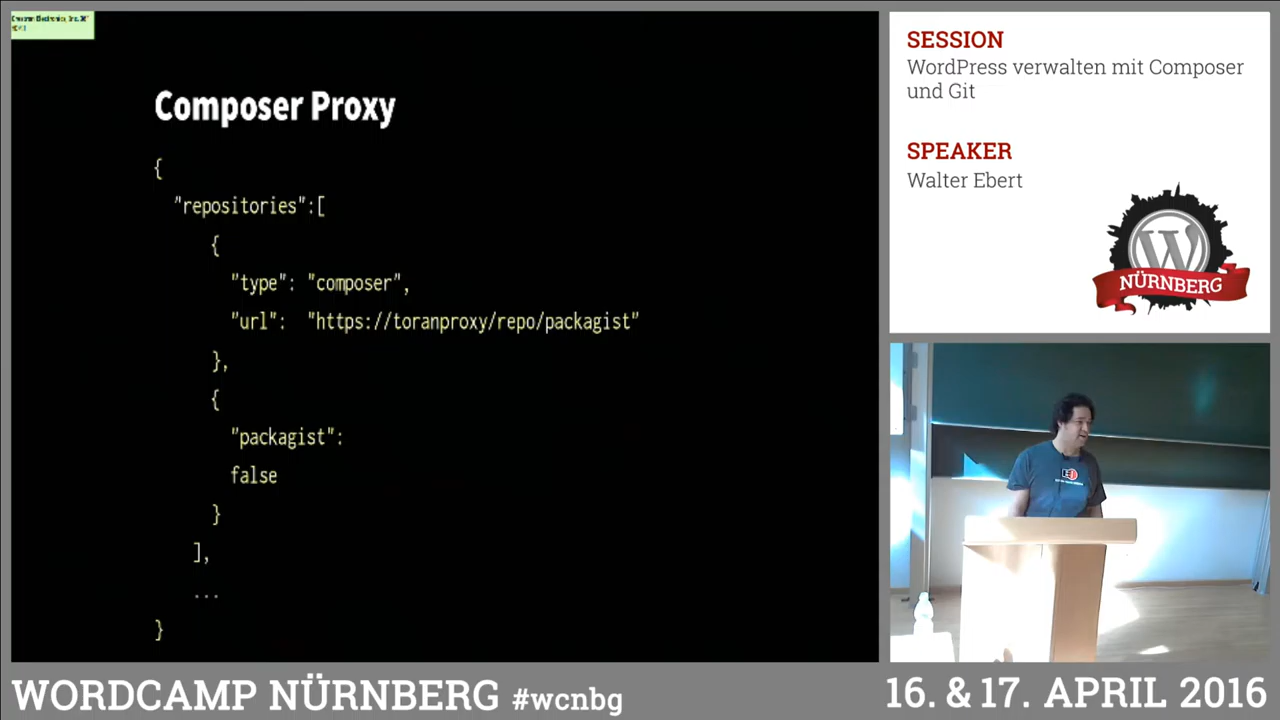 Composer Proxy
{
"repositories":[
{
"type": "composer",
"url": "https://toranproxy/repo/packagist"
},
{
"packagist":
false
}
],
...
}
SESSION
WordPress verwalten mit Composer
und Git
SPEAKER
Walter Ebert
W
NÜRNBERG
WORDCAMP NÜRNBERG #wcnbg
16. & 17. APRIL 2016